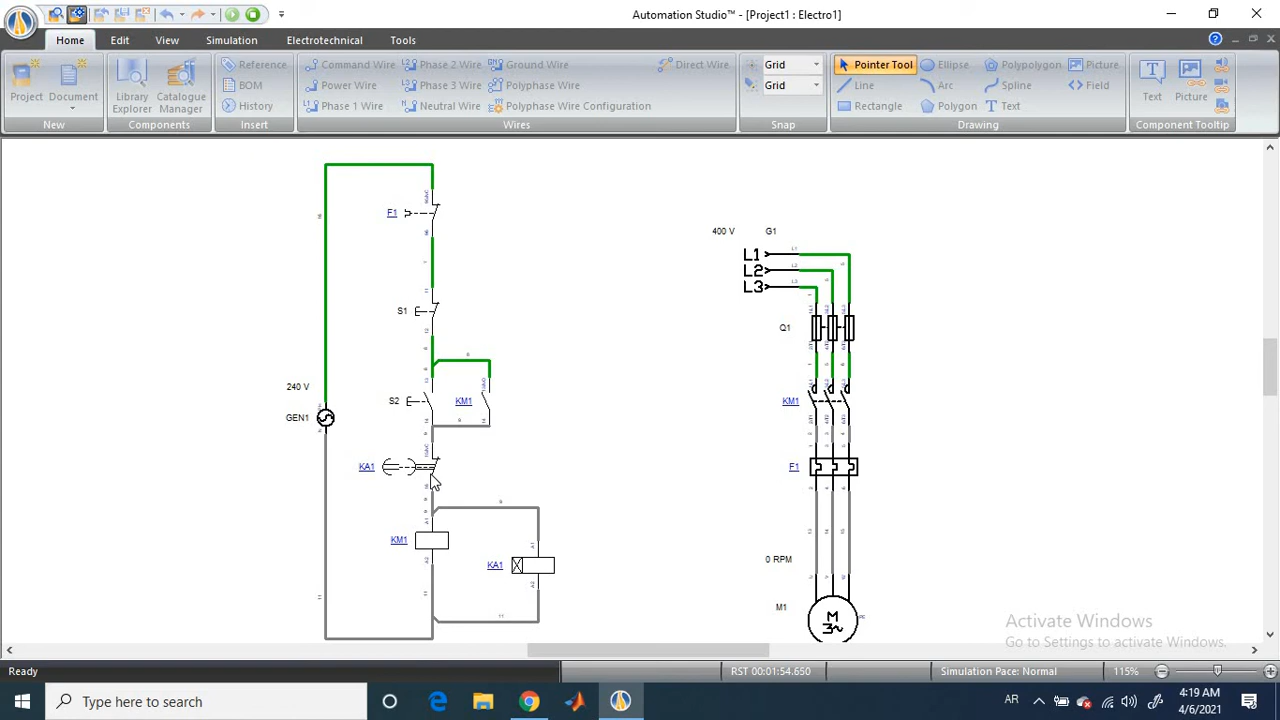 Automation Studio™ - [Project1 : Electro1]
Home Edit View Simulation Electrotechnical Tools
Project Document
New
Library Explorer Catalogue Manager
Components
Reference
BOM
History
Insert
Command Wire Phase 2 Wire Ground Wire Direct Wire
Power Wire Phase 3 Wire Polyphase Wire
Phase 1 Wire Neutral Wire Polyphase Wire Configuration
Wires
Grid
Grid
Snap
Pointer Tool Ellipse Polypolygon Picture
Line Arc Spline Field
Rectangle Polygon Text
Drawing
Text Picture
Component Tooltip
F1
S1
240 V
GEN1
S2
KM1
KA1
KM1
KA1
400 V G1
L1
L2
L3
Q1
KM1
F1
0 RPM
M1
M
3~
Activate Windows
Go to Settings to activate Windows.
Ready RST 00:01:54.650 Simulation Pace: Normal 115%
Type here to search
AR
4:19 AM
4/6/2021